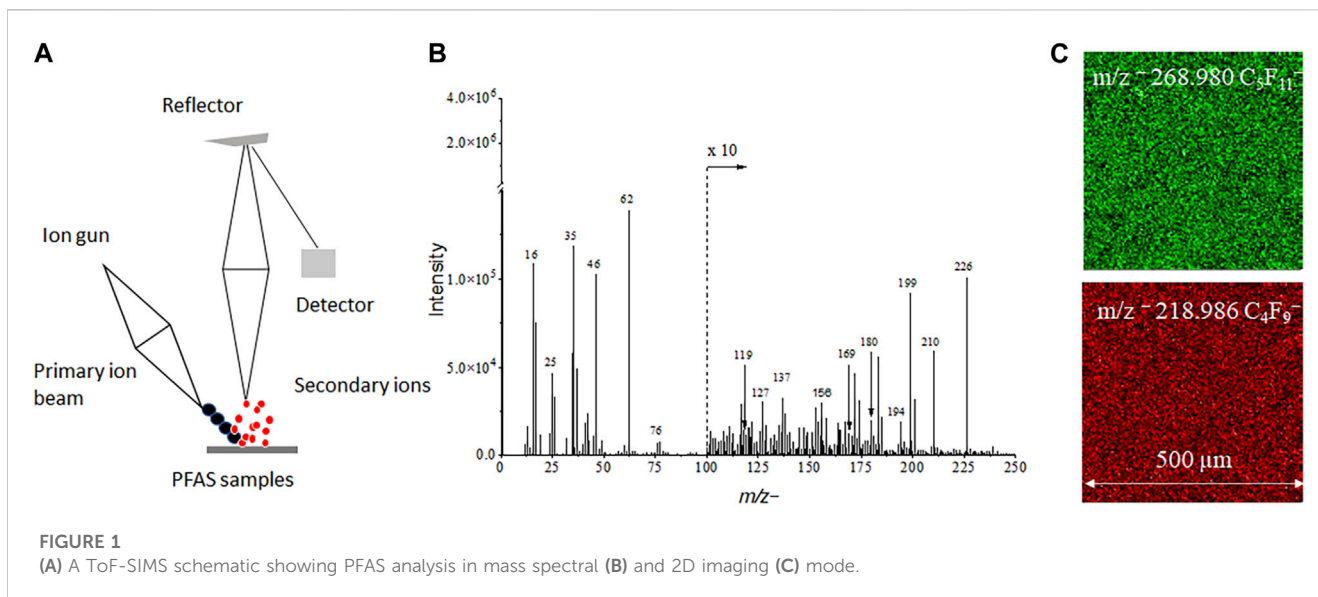 A
Reflector
Ion gun
Detector
Primary ion
beam
Secondary ions
PFAS samples
B
4.0×10⁶
2.0×10⁶
1.0×10⁵
5.0×10⁴
0.0
Intensity
x 10
16
25
35
46
62
76
119
127
137
156
169
180
194
199
210
226
0 25 50 75 100 125 150 175 200 225 250
m/z−
C
m/z ⁻ 268.980 C₅F₁₁⁻
m/z ⁻ 218.986 C₄F₉⁻
500 µm
FIGURE 1
(A) A ToF-SIMS schematic showing PFAS analysis in mass spectral (B) and 2D imaging (C) mode.